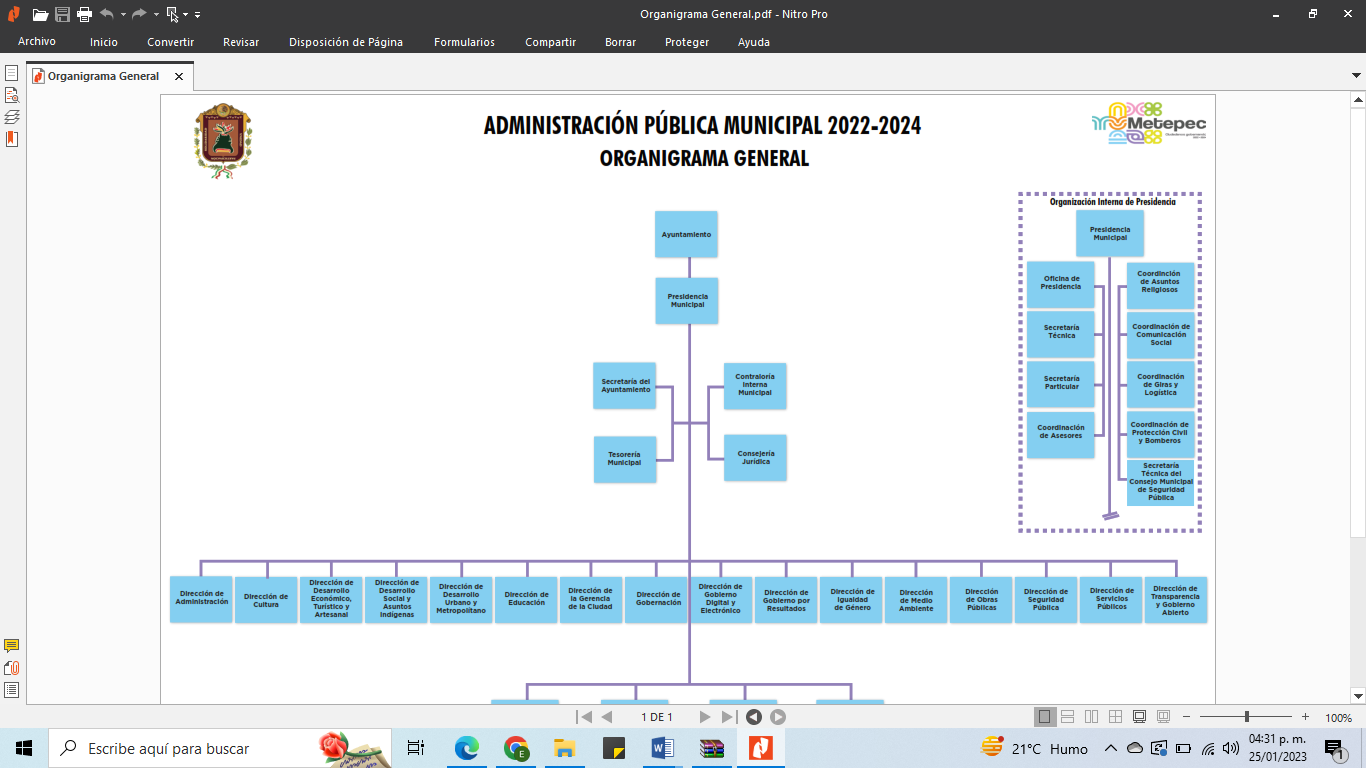 Organigrama General.pdf - Nitro Pro
Archivo
Inicio
Convertir
Revisar
Disposición de Página
Formularios
Compartir
Borrar
Proteger
Ayuda
Organigrama General
ADMINISTRACIÓN PÚBLICA MUNICIPAL 2022-2024
ORGANIGRAMA GENERAL
Metepec
Ayuntamiento
Presidencia
Municipal
Secretaría del
Ayuntamiento
Contraloría
Interna
Municipal
Tesorería
Municipal
Consejería
Jurídica
Organización Interna de Presidencia
Presidencia
Municipal
Oficina de
Presidencia
Coordinción
de Asuntos
Religiosos
Secretaría
Técnica
Coordinación de
Comunicación
Social
Secretaría
Particular
Coordinación
de Giras y
Logística
Coordinación
de Asesores
Coordinación de
Protección Civil
y Bomberos
Secretaría
Técnica del
Consejo Municipal
de Seguridad
Pública
Dirección de
Administración
Dirección de
Cultura
Dirección de
Desarrollo
Económico,
Turístico y
Artesanal
Dirección de
Desarrollo
Social y
Asuntos
Indígenas
Dirección de
Desarrollo
Urbano y
Metropolitano
Dirección de
Educación
Dirección de
la Gerencia
de la Ciudad
Dirección de
Gobernación
Dirección de
Gobierno
Digital y
Electrónico
Dirección de
Gobierno por
Resultados
Dirección de
Igualdad
de Género
Dirección
de Medio
Ambiente
Dirección
de Obras
Públicas
Dirección de
Seguridad
Pública
Dirección de
Servicios
Públicos
Dirección de
Transparencia
y Gobierno
Abierto
1 DE 1
100%
Escribe aquí para buscar
21°C Humo
04:31 p. m.
25/01/2023
1